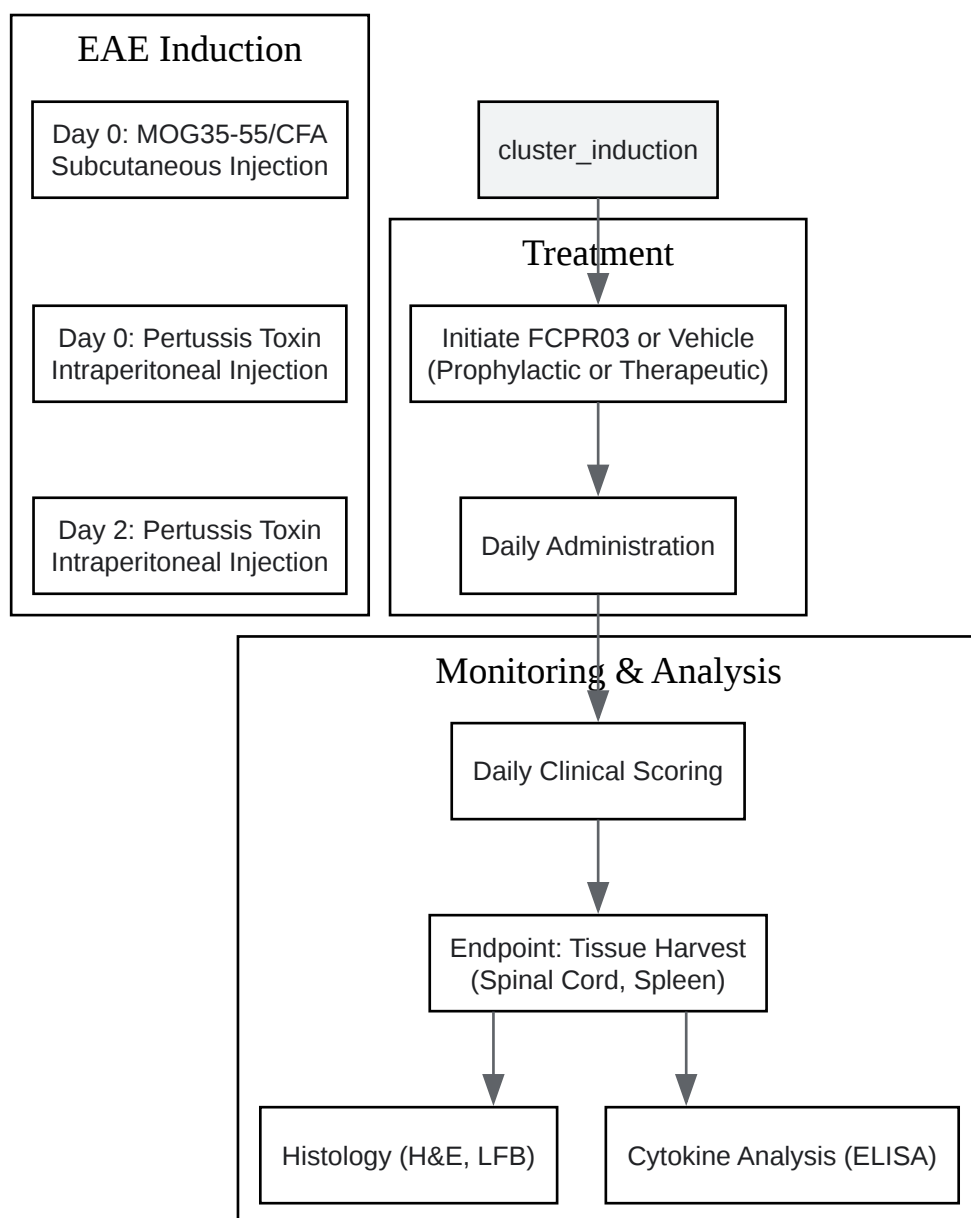 EAE Induction
Day 0: MOG35-55/CFA
Subcutaneous Injection
Day 0: Pertussis Toxin
Intraperitoneal Injection
Day 2: Pertussis Toxin
Intraperitoneal Injection
cluster_induction
Treatment
Initiate FCPR03 or Vehicle
(Prophylactic or Therapeutic)
Daily Administration
Monitoring & Analysis
Daily Clinical Scoring
Endpoint: Tissue Harvest
(Spinal Cord, Spleen)
Histology (H&E, LFB)
Cytokine Analysis (ELISA)